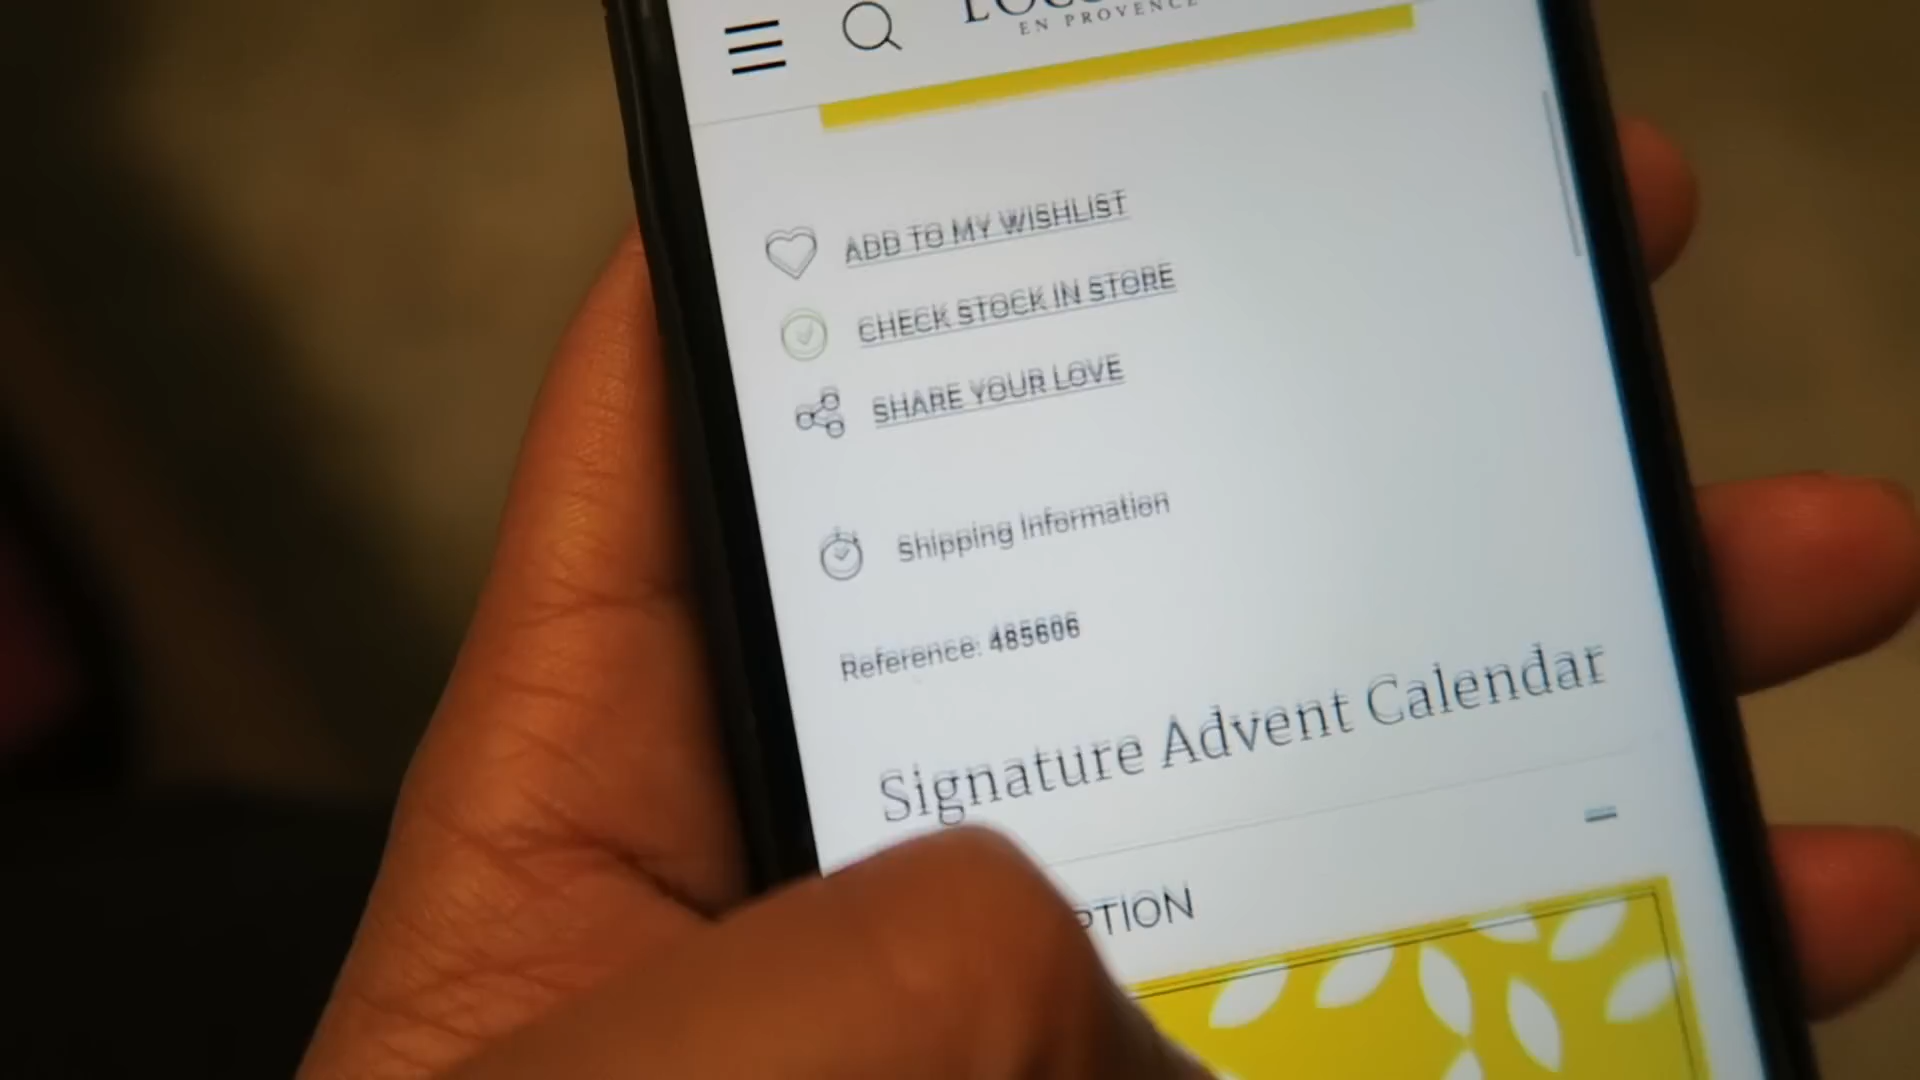 EN PROVENCE
ADD TO MY WISHLIST
CHECK STOCK IN STORE
SHARE YOUR LOVE
Shipping Information
Reference: 485606
Signature Advent Calendar
PTION